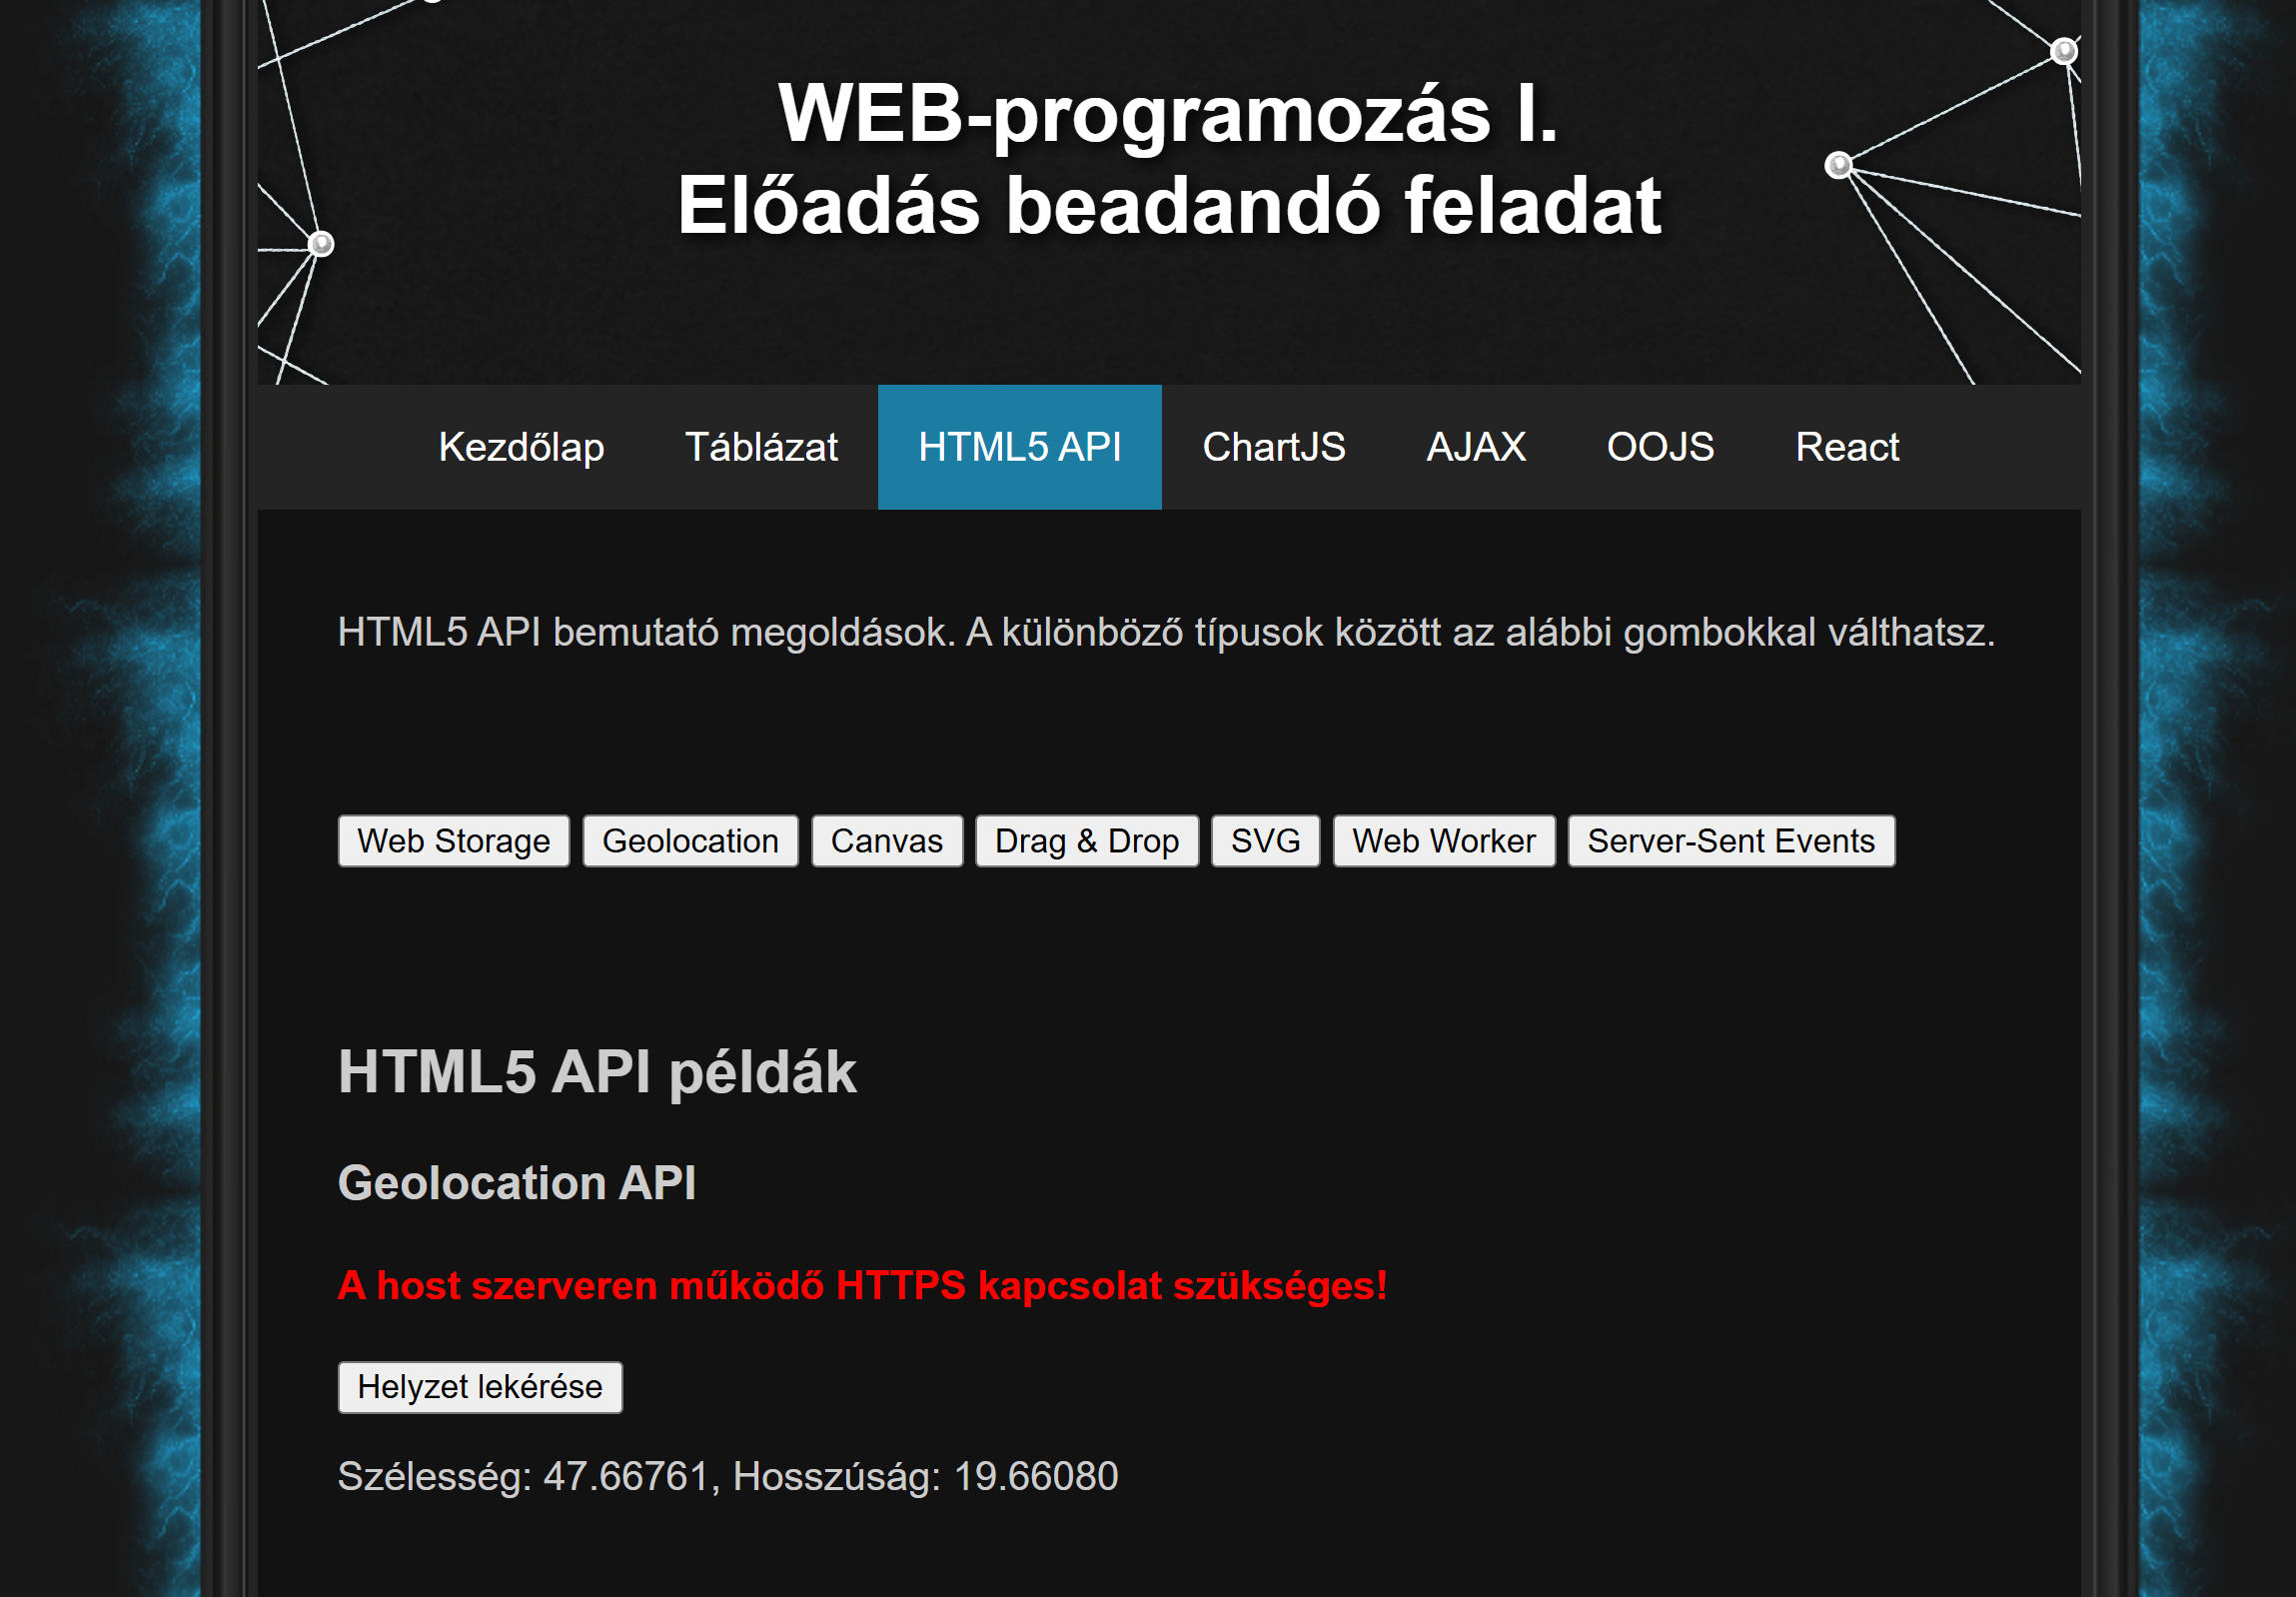 WEB-programozás I.
Előadás beadandó feladat
Kezdőlap Táblázat HTML5 API ChartJS AJAX OOJS React
HTML5 API bemutató megoldások. A különböző típusok között az alábbi gombokkal válthatsz.
Web Storage Geolocation Canvas Drag & Drop SVG Web Worker Server-Sent Events
HTML5 API példák
Geolocation API
A host szerveren működő HTTPS kapcsolat szükséges!
Helyzet lekérése
Szélesség: 47.66761, Hosszúság: 19.66080